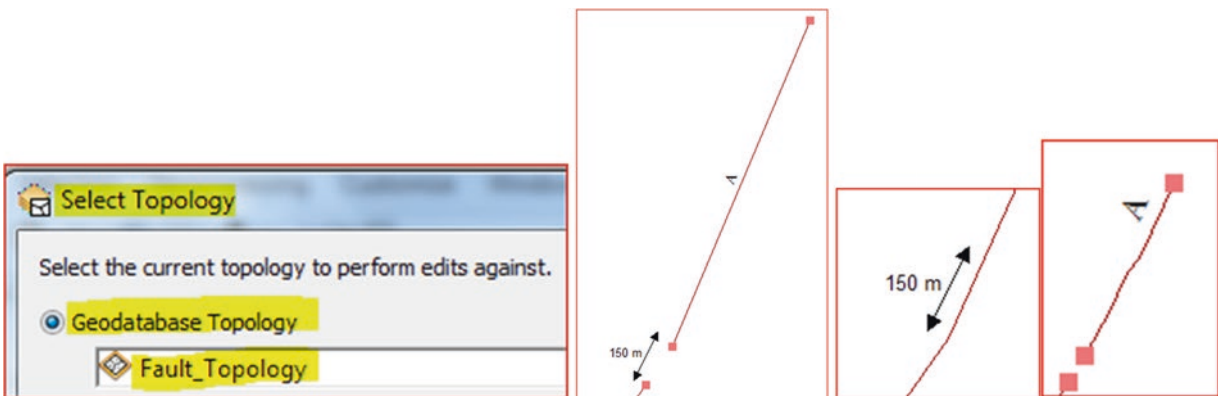 Select Topology
Select the current topology to perform edits against.
Geodatabase Topology
Fault_Topology
A
150 m
150 m
A